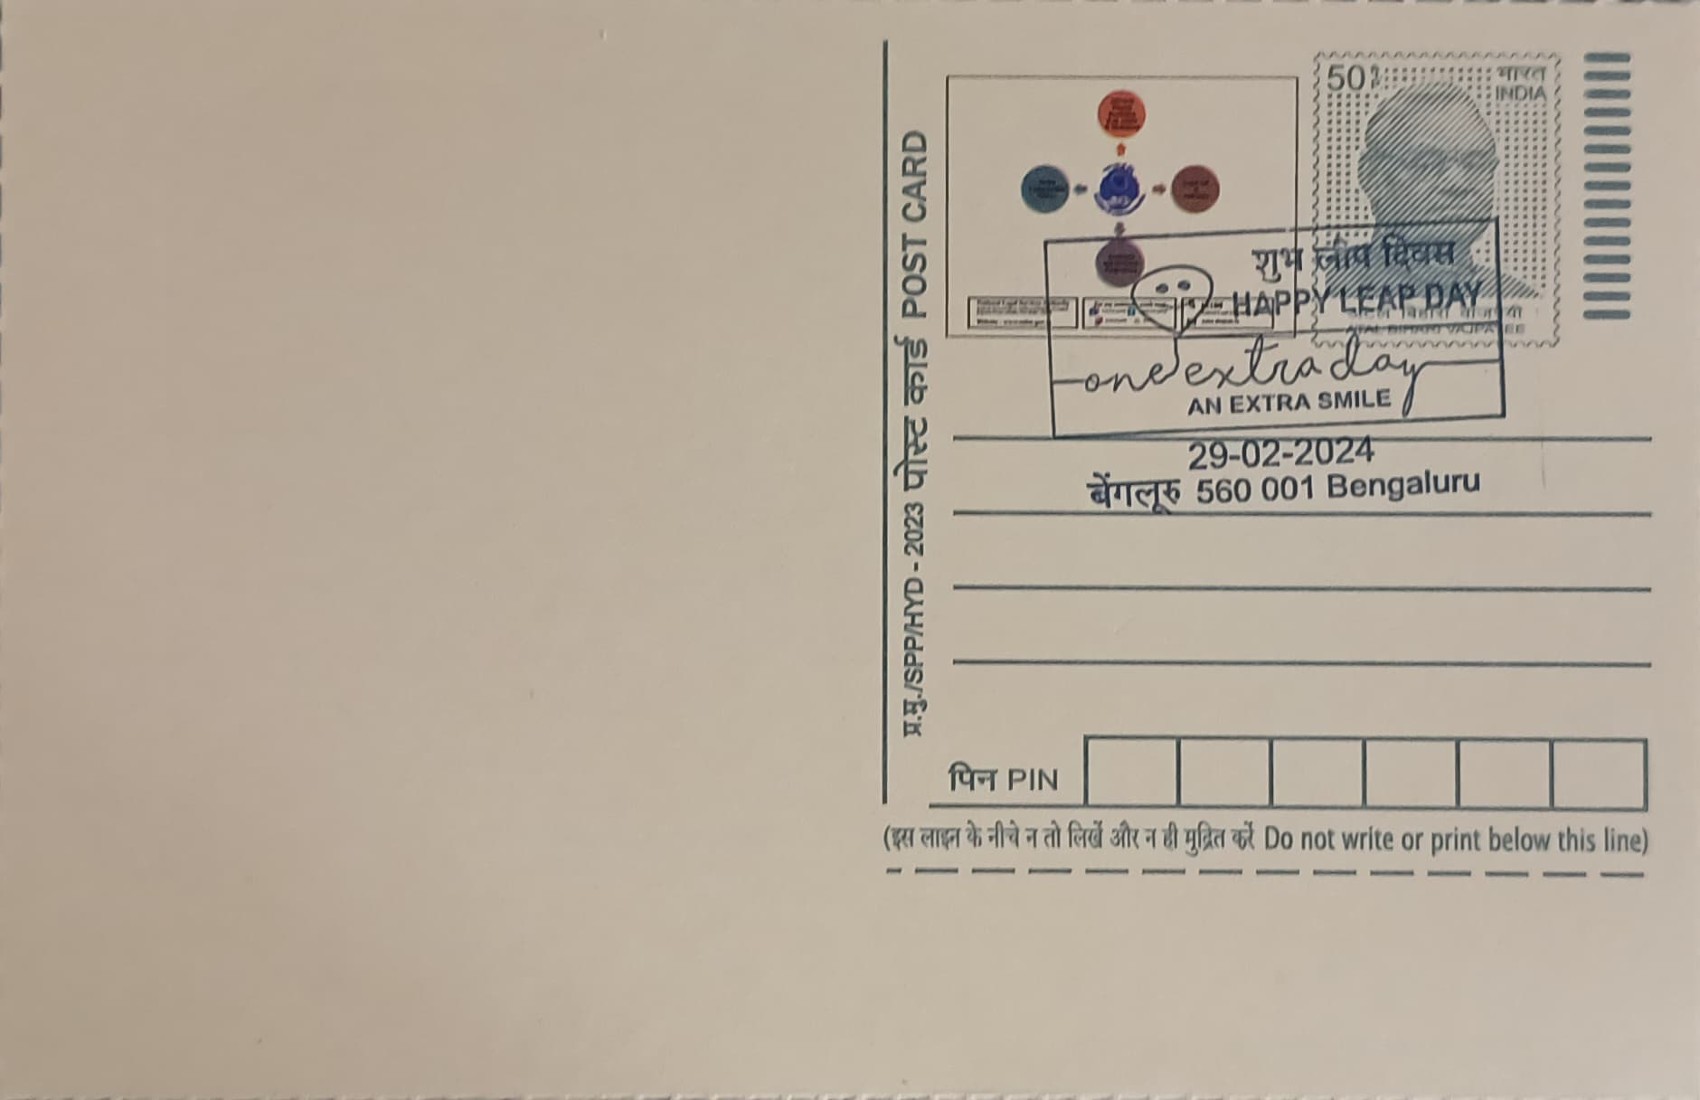 50 P
भारत
INDIA
शुभ लीप दिवस
HAPPY LEAP DAY
अटल बिहारी वाजपेयी
ATAL BIHARI VAJPAYEE
one extra day
AN EXTRA SMILE
29-02-2024
बेंगलूरु 560 001 Bengaluru
प्र.मु./SPP/HYD - 2023 पोस्ट कार्ड POST CARD
पिन PIN
(इस लाइन के नीचे न तो लिखें और न ही मुद्रित करें Do not write or print below this line)